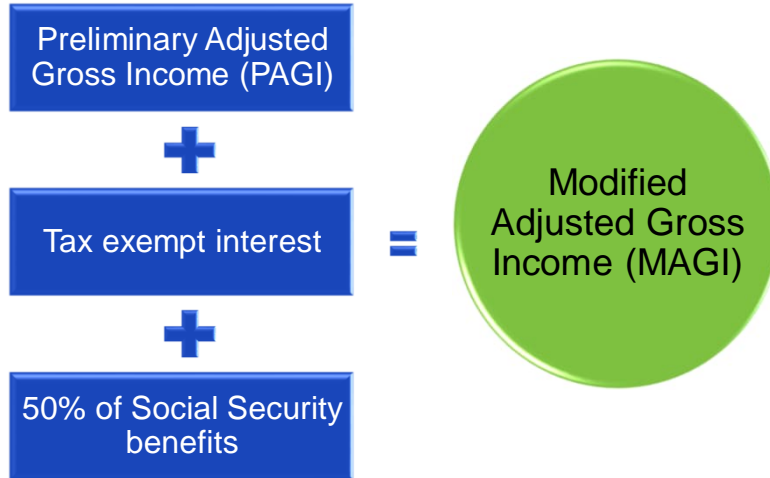 Preliminary Adjusted
Gross Income (PAGI)
+
Tax exempt interest
+
50% of Social Security
benefits
=
Modified
Adjusted Gross
Income (MAGI)